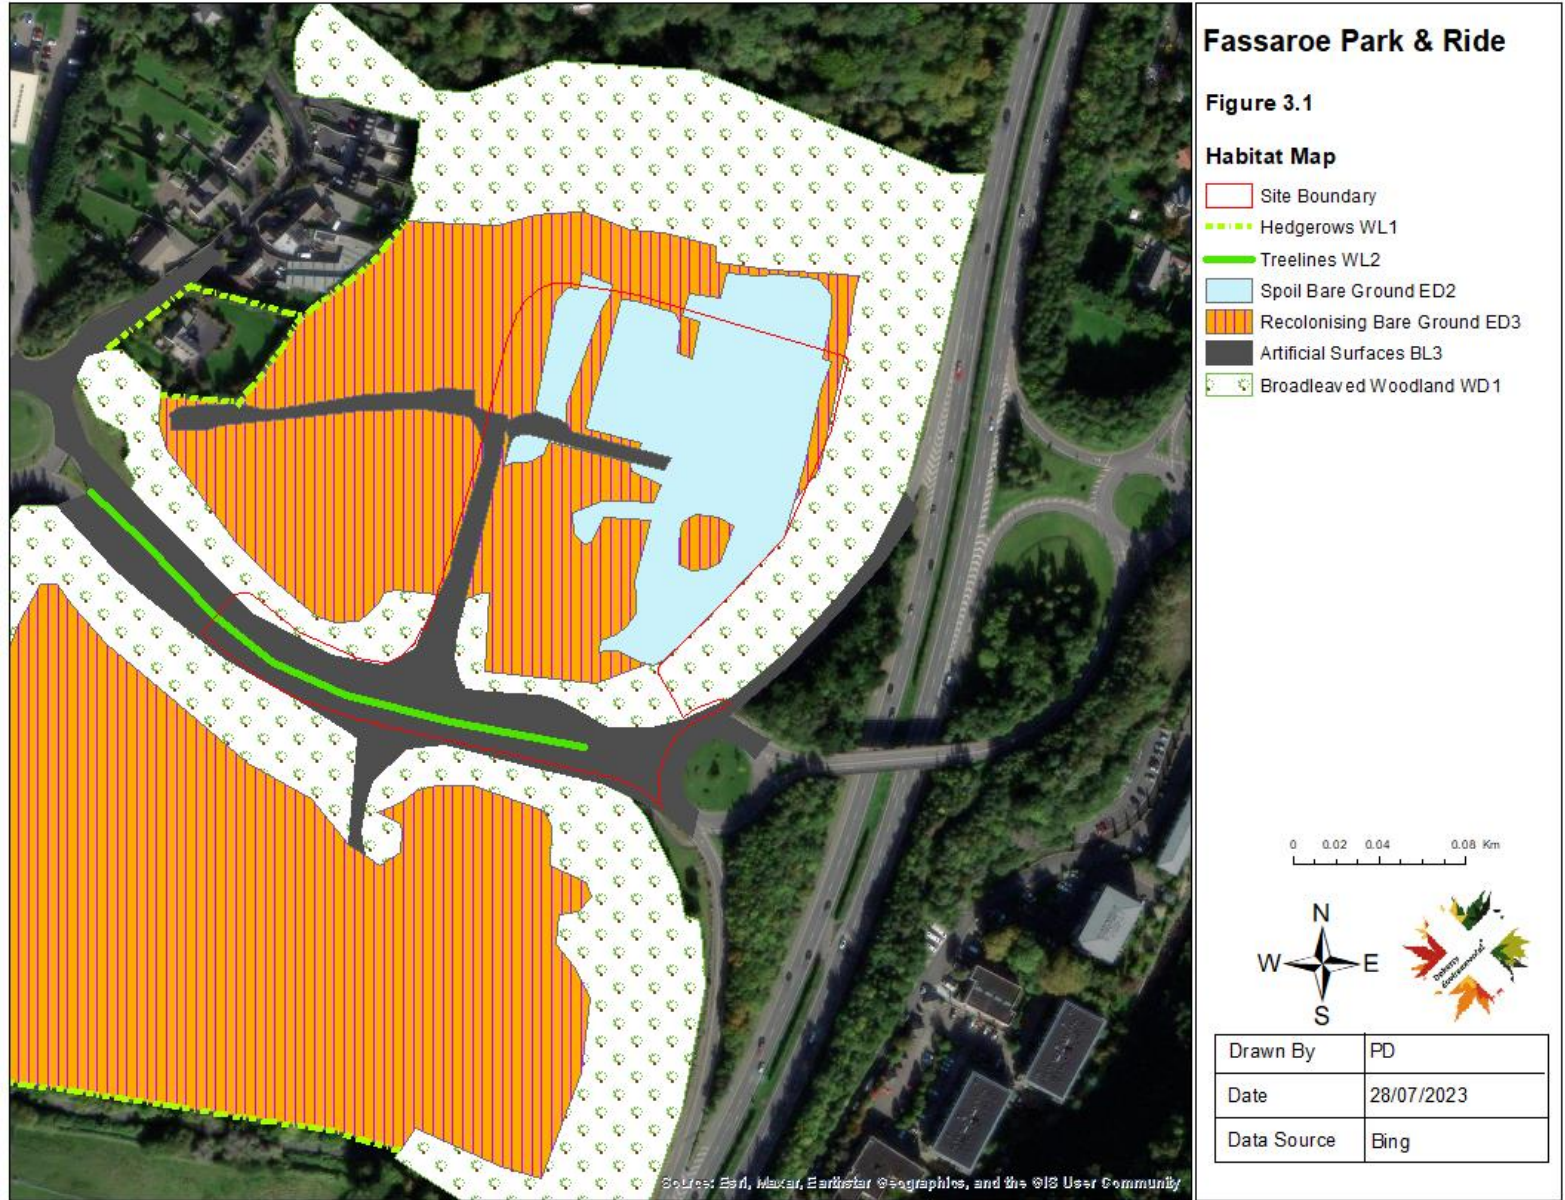 Fassaroe Park & Ride
Figure 3.1
Habitat Map
Site Boundary
Hedgerows WL1
Treelines WL2
Spoil Bare Ground ED2
Recolonising Bare Ground ED3
Artificial Surfaces BL3
Broadleaved Woodland WD1
0 0.02 0.04 0.08 Km
N
W E
S
Doherty
Environmental
Drawn By PD
Date 28/07/2023
Data Source Bing
Source: Esri, Maxar, Earthstar Geographics, and the GIS User Community